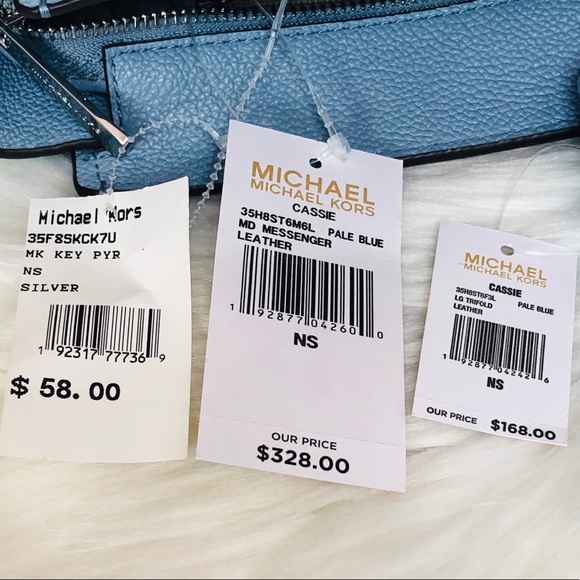 Michael Kors
35F8SKCK7U
MK KEY PYR
NS
SILVER
1 92317 77736 9
$ 58.00
MICHAEL
MICHAEL KORS
CASSIE
35H8ST6M6L PALE BLUE
MD MESSENGER
LEATHER
1 92877 04260 0
NS
OUR PRICE
$328.00
MICHAEL
MICHAEL KORS
CASSIE
35H8ST6F3L PALE BLUE
LG TRIFOLD
LEATHER
1 92877 04242 6
NS
OUR PRICE $168.00